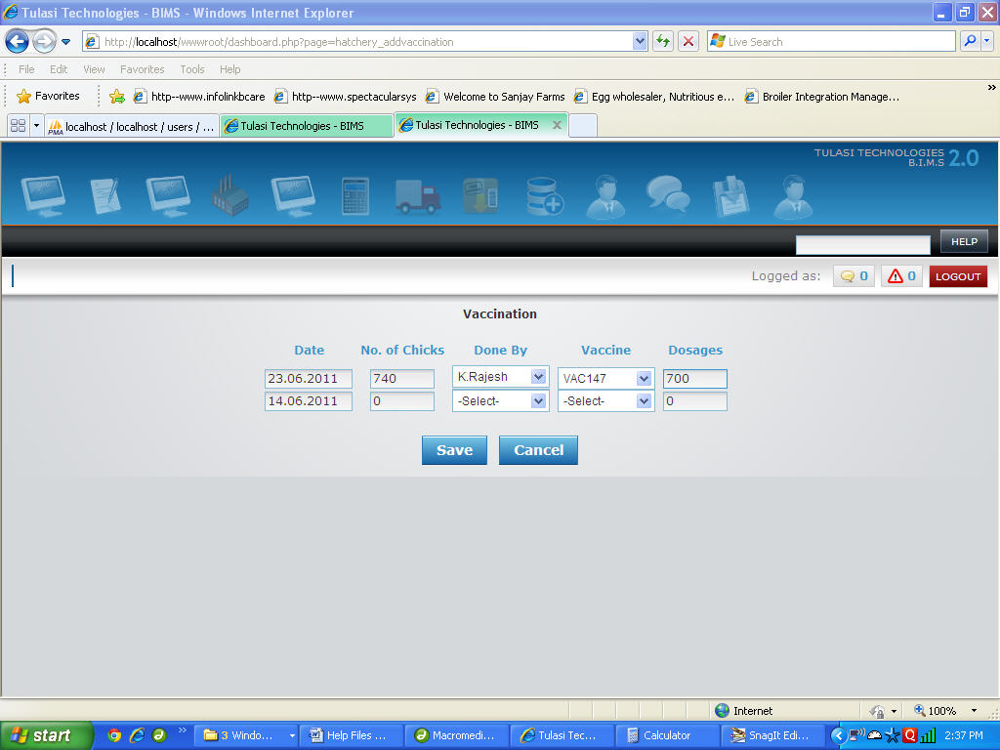 Tulasi Technologies - BIMS - Windows Internet Explorer
http://localhost/wwwroot/dashboard.php?page=hatchery_addvaccination
Live Search
File Edit View Favorites Tools Help
Favorites http--www.infolinkbcare http--www.spectacularsys Welcome to Sanjay Farms Egg wholesaler, Nutritious e... Broiler Integration Manage... »
PMA localhost / localhost / users / ... Tulasi Technologies - BIMS Tulasi Technologies - BIMS X
TULASI TECHNOLOGIES 2.0
B.I.M.S
HELP
Logged as: 0 0 LOGOUT
Vaccination
Date No. of Chicks Done By Vaccine Dosages
23.06.2011 740 K.Rajesh VAC147 700
14.06.2011 0 -Select- -Select- 0
Save Cancel
Internet 100%
start » 3 Windo... Help Files ... Macromedi... Tulasi Tec... Calculator SnagIt Edi... 2:37 PM